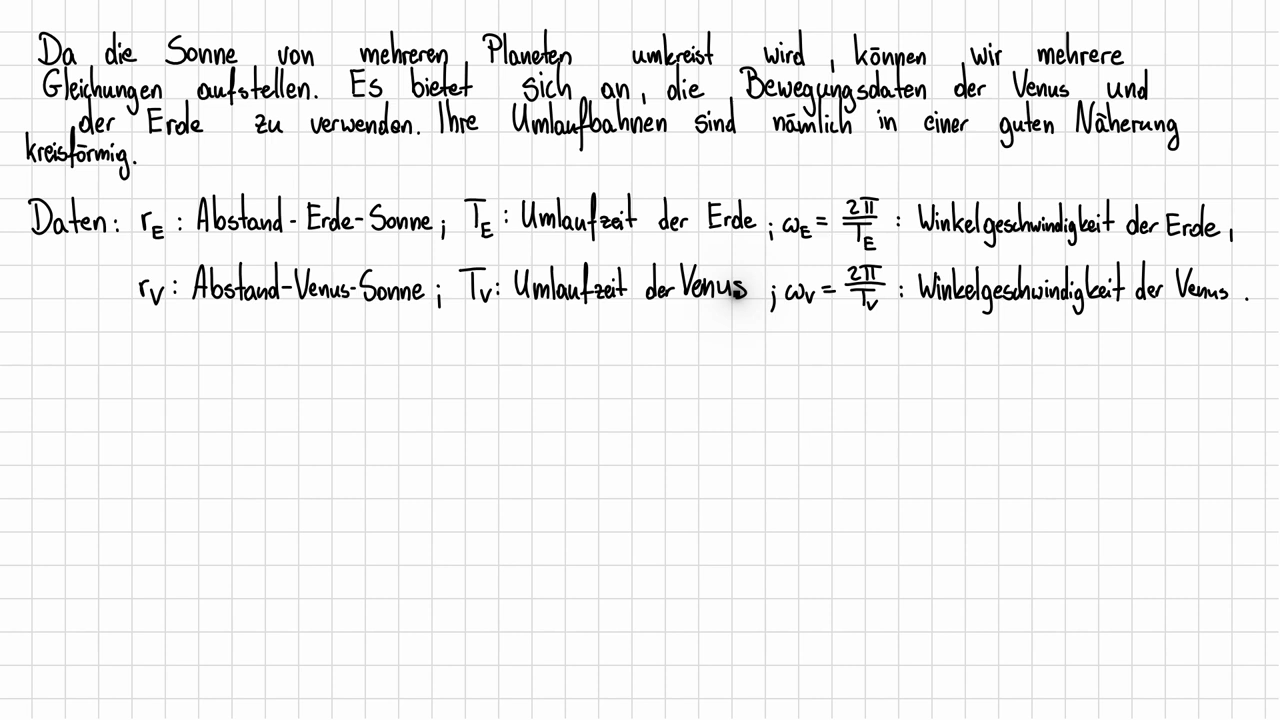 Da die Sonne von mehreren Planeten umkreist wird, können wir mehrere
Gleichungen aufstellen. Es bietet sich an, die Bewegungsdaten der Venus und
der Erde zu verwenden. Ihre Umlaufbahnen sind nämlich in einer guten Näherung
kreisförmig.
Daten: r_E : Abstand-Erde-Sonne; T_E : Umlaufzeit der Erde; ω_E = 2π/T_E : Winkelgeschwindigkeit der Erde,
r_V : Abstand-Venus-Sonne; T_V : Umlaufzeit der Venus; ω_V = 2π/T_V : Winkelgeschwindigkeit der Venus.